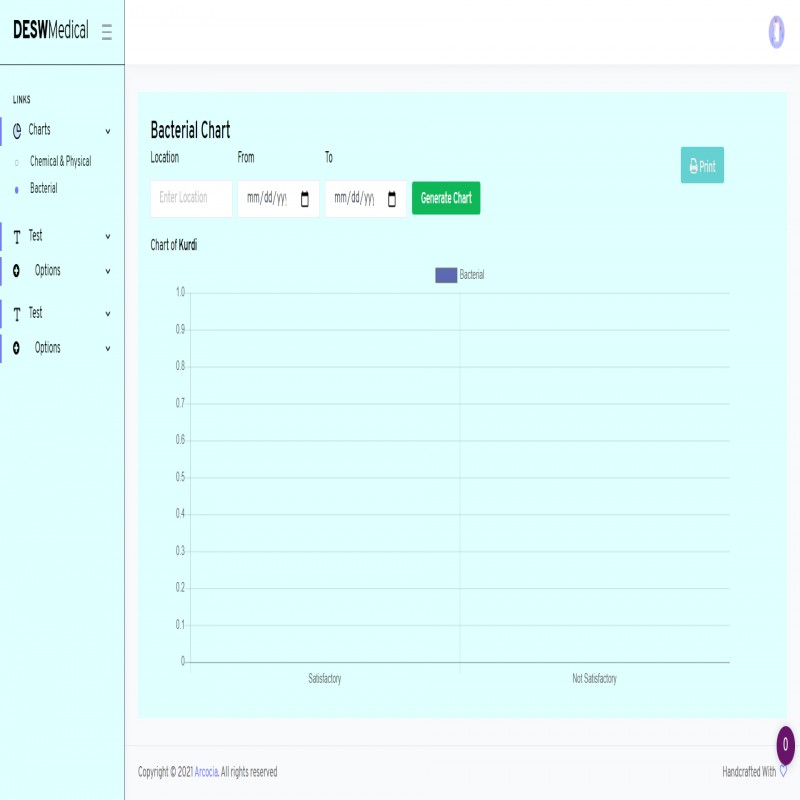 DESWMedical
LINKS
Charts
Chemical & Physical
Bacterial
Test
Options
Test
Options
Bacterial Chart
Location From To
Print
Enter Location mm/dd/yy mm/dd/yy Generate Chart
Chart of Kurdi
Bacterial
1.0
0.9
0.8
0.7
0.6
0.5
0.4
0.3
0.2
0.1
0
Satisfactory Not Satisfactory
0
Copyright © 2021 Arcocia. All rights reserved Handcrafted With